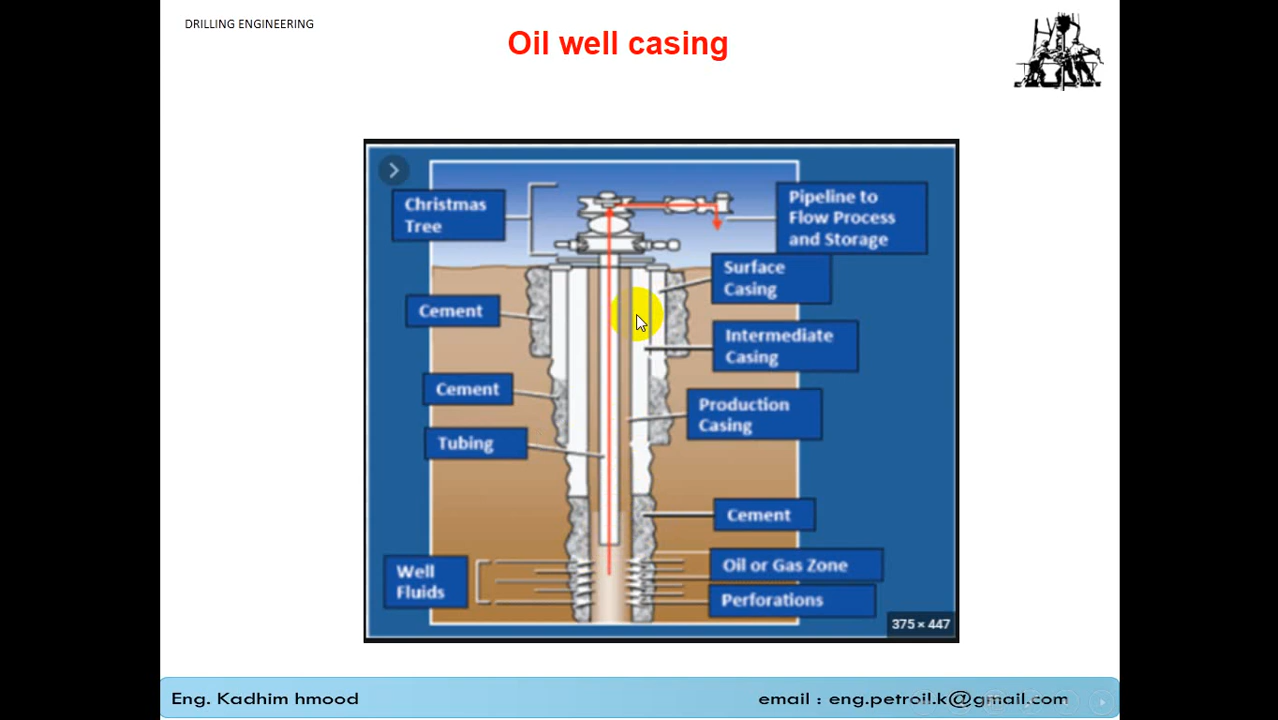 DRILLING ENGINEERING
Oil well casing
Christmas
Tree
Pipeline to
Flow Process
and Storage
Surface
Casing
Cement
Intermediate
Casing
Cement
Production
Casing
Tubing
Cement
Oil or Gas Zone
Well
Fluids
Perforations
375 × 447
Eng. Kadhim hmood
email : eng.petroil.k@gmail.com